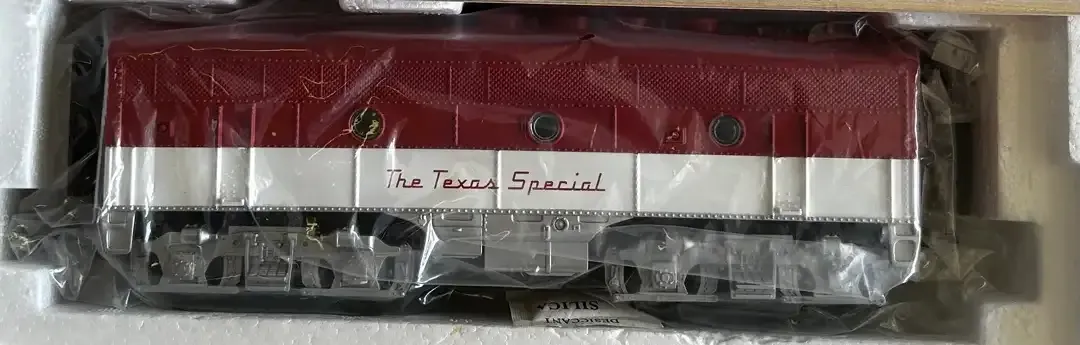 The Texas Special
DESICCANT
SILICA